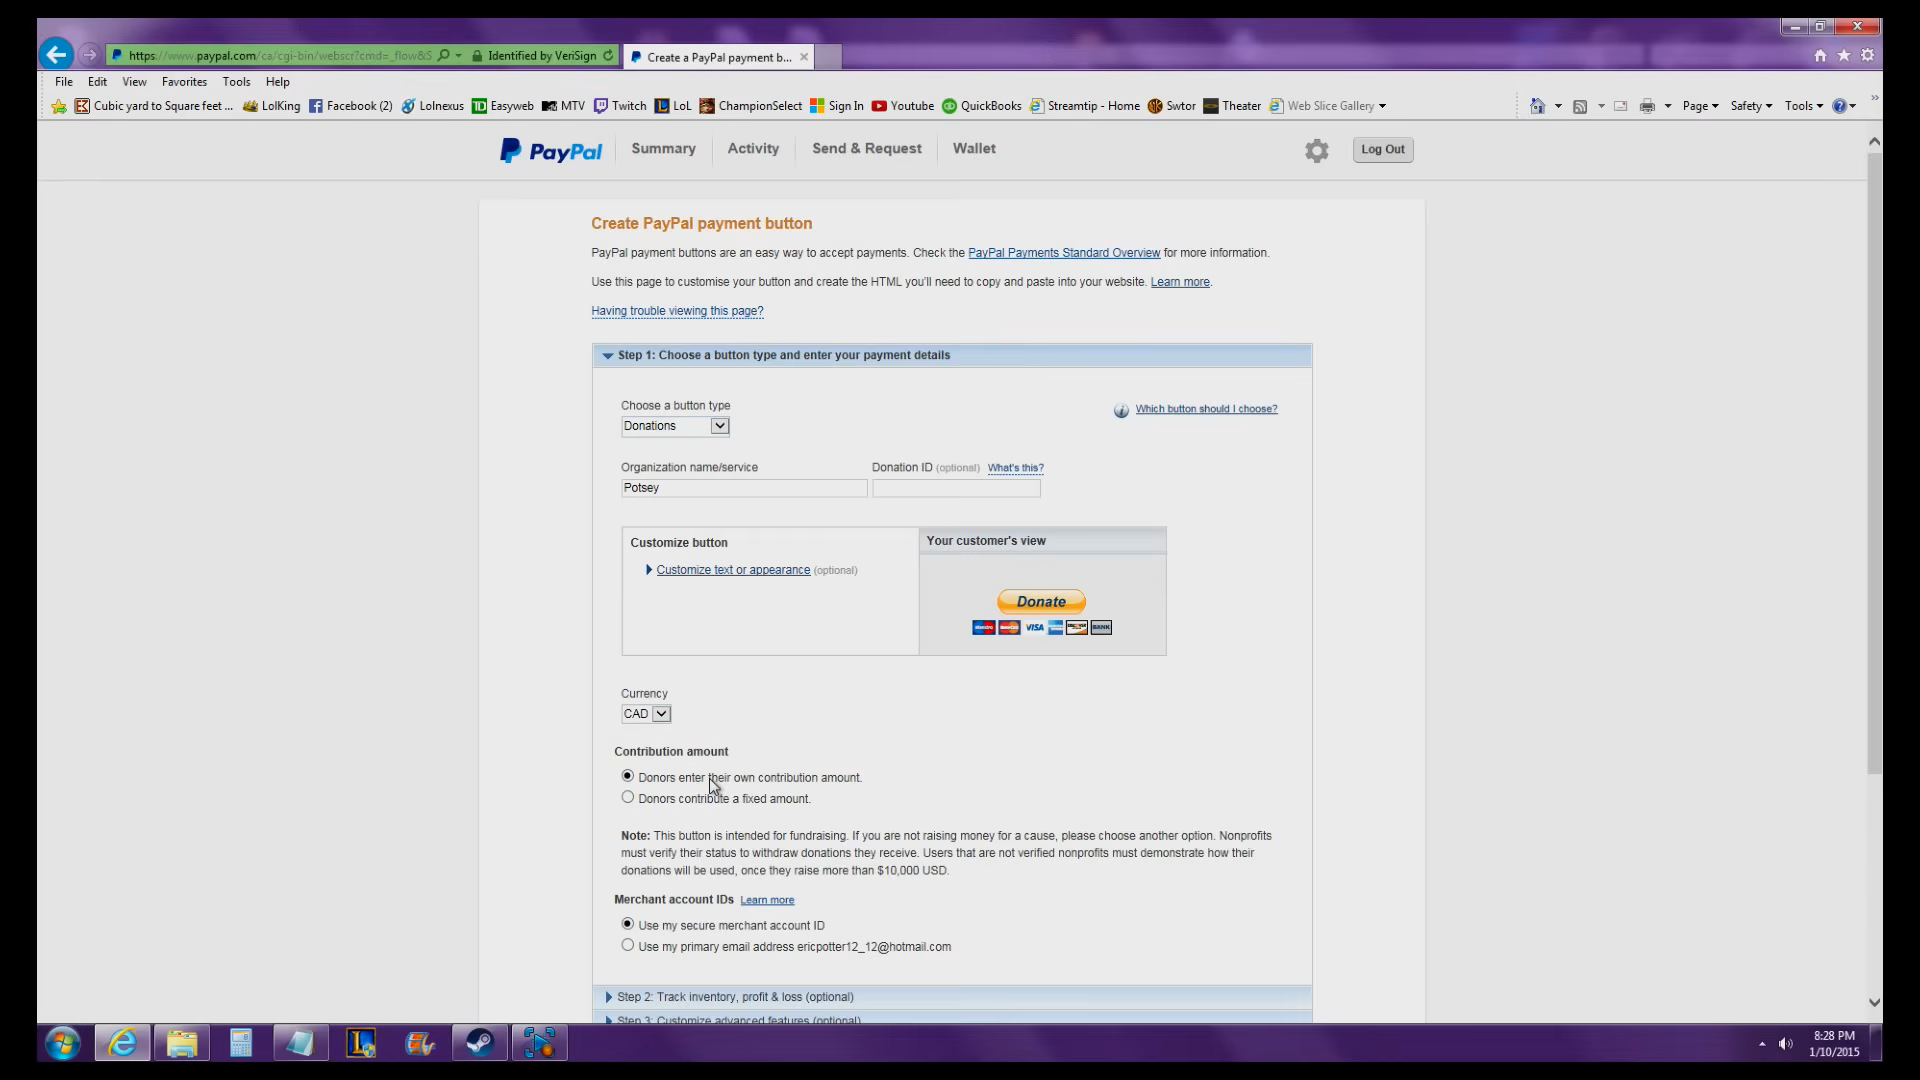 https://www.paypal.com/ca/cgi-bin/webscr?cmd=_flow&S
Identified by VeriSign
Create a PayPal payment b...
File Edit View Favorites Tools Help
Cubic yard to Square feet ... LolKing Facebook (2) Lolnexus TD Easyweb MTV Twitch LoL ChampionSelect Sign In Youtube QuickBooks Streamtip - Home Swtor Theater Web Slice Gallery Page Safety Tools
PayPal Summary Activity Send & Request Wallet Log Out
Create PayPal payment button
PayPal payment buttons are an easy way to accept payments. Check the PayPal Payments Standard Overview for more information.
Use this page to customise your button and create the HTML you'll need to copy and paste into your website. Learn more.
Having trouble viewing this page?
Step 1: Choose a button type and enter your payment details
Choose a button type
Which button should I choose?
Donations
Organization name/service Donation ID (optional) What's this?
Potsey
Customize button
Your customer's view
Customize text or appearance (optional)
Donate
VISA BANK
Currency
CAD
Contribution amount
Donors enter their own contribution amount.
Donors contribute a fixed amount.
Note: This button is intended for fundraising. If you are not raising money for a cause, please choose another option. Nonprofits
must verify their status to withdraw donations they receive. Users that are not verified nonprofits must demonstrate how their
donations will be used, once they raise more than $10,000 USD.
Merchant account IDs Learn more
Use my secure merchant account ID
Use my primary email address ericpotter12_12@hotmail.com
Step 2: Track inventory, profit & loss (optional)
Step 3: Customize advanced features (optional)
8:28 PM
1/10/2015